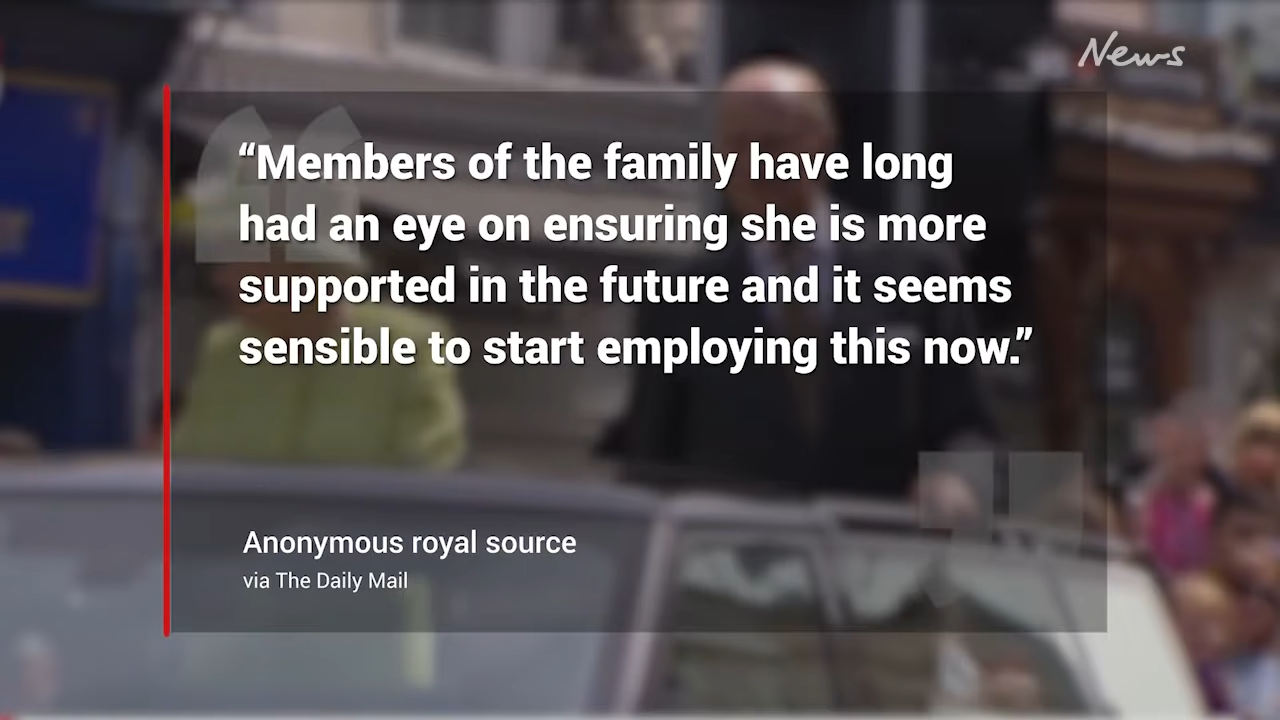 News
“Members of the family have long
had an eye on ensuring she is more
supported in the future and it seems
sensible to start employing this now.”
Anonymous royal source
via The Daily Mail